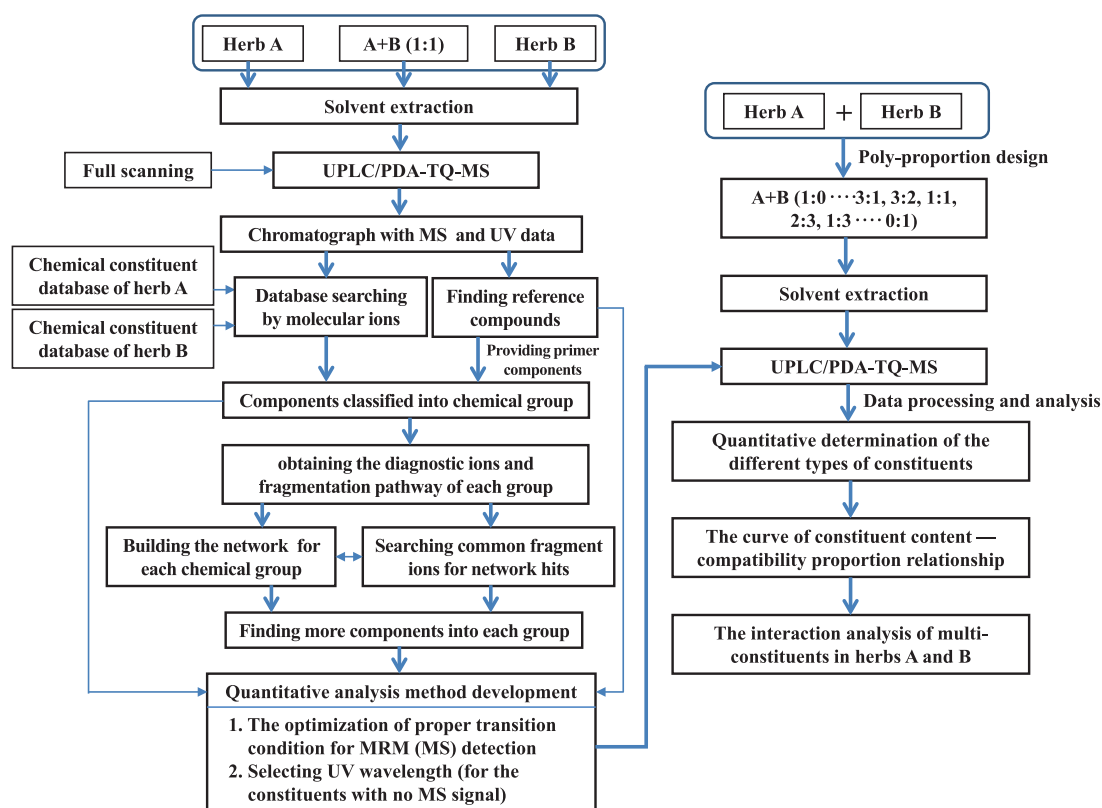 Herb A
A+B (1:1)
Herb B
Solvent extraction
Full scanning
UPLC/PDA-TQ-MS
Chromatograph with MS and UV data
Chemical constituent
database of herb A
Chemical constituent
database of herb B
Database searching
by molecular ions
Finding reference
compounds
Providing primer
components
Components classified into chemical group
obtaining the diagnostic ions and
fragmentation pathway of each group
Building the network for
each chemical group
Searching common fragment
ions for network hits
Finding more components into each group
Quantitative analysis method development
1. The optimization of proper transition
condition for MRM (MS) detection
2. Selecting UV wavelength (for the
constituents with no MS signal)
Herb A + Herb B
Poly-proportion design
A+B (1:0 ···· 3:1, 3:2, 1:1,
2:3, 1:3 ···· 0:1)
Solvent extraction
UPLC/PDA-TQ-MS
Data processing and analysis
Quantitative determination of the
different types of constituents
The curve of constituent content —
compatibility proportion relationship
The interaction analysis of multi-
constituents in herbs A and B